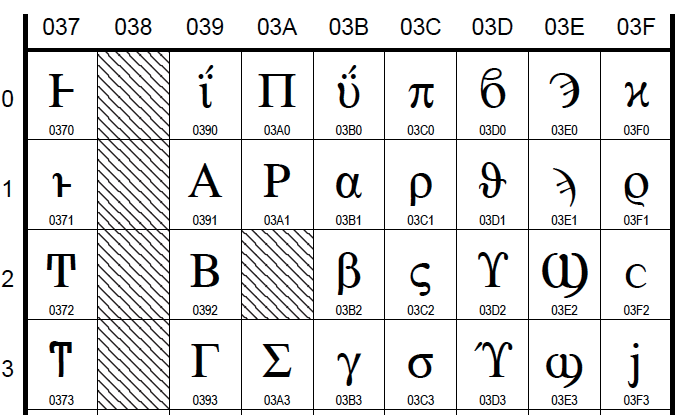 037 038 039 03A 03B 03C 03D 03E 03F
0 Ͱ ΐ Π ΰ π ϐ Ϡ ϰ
0370 0390 03A0 03B0 03C0 03D0 03E0 03F0
1 ͱ Α Ρ α ρ ϑ ϡ ϱ
0371 0391 03A1 03B1 03C1 03D1 03E1 03F1
2 Ͳ Β β ς ϒ Ϣ ϲ
0372 0392 03B2 03C2 03D2 03E2 03F2
3 ͳ Γ Σ γ σ ϓ ϣ ϳ
0373 0393 03A3 03B3 03C3 03D3 03E3 03F3